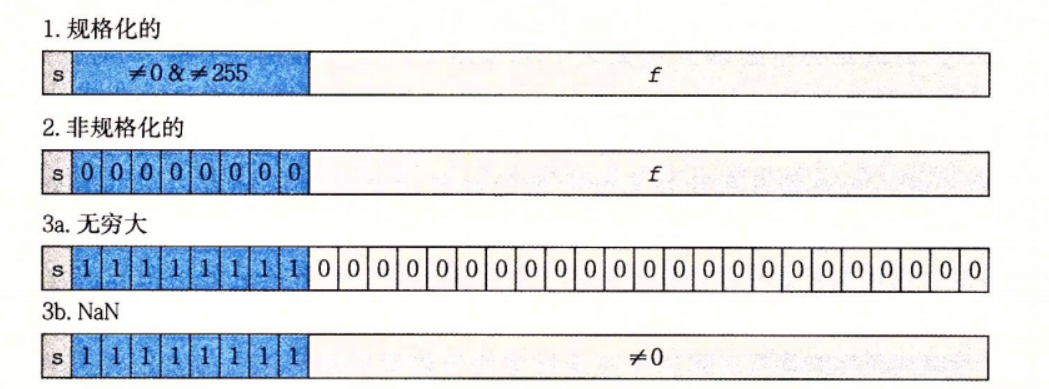 1. 规格化的
s ≠0 & ≠255 f
2. 非规格化的
s 0 0 0 0 0 0 0 0 f
3a. 无穷大
s 1 1 1 1 1 1 1 1 0 0 0 0 0 0 0 0 0 0 0 0 0 0 0 0 0 0 0 0 0 0 0
3b. NaN
s 1 1 1 1 1 1 1 1 ≠0